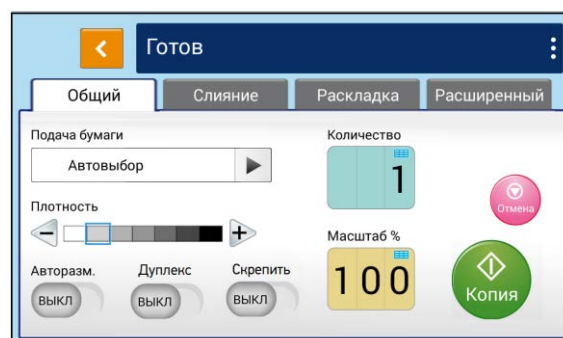 Готов
Общий Слияние Раскладка Расширенный
Подача бумаги
Автовыбор
Количество
1
Отмена
Плотность
Масштаб %
100
Копия
Авторазм. Дуплекс Скрепить
ВЫКЛ ВЫКЛ ВЫКЛ